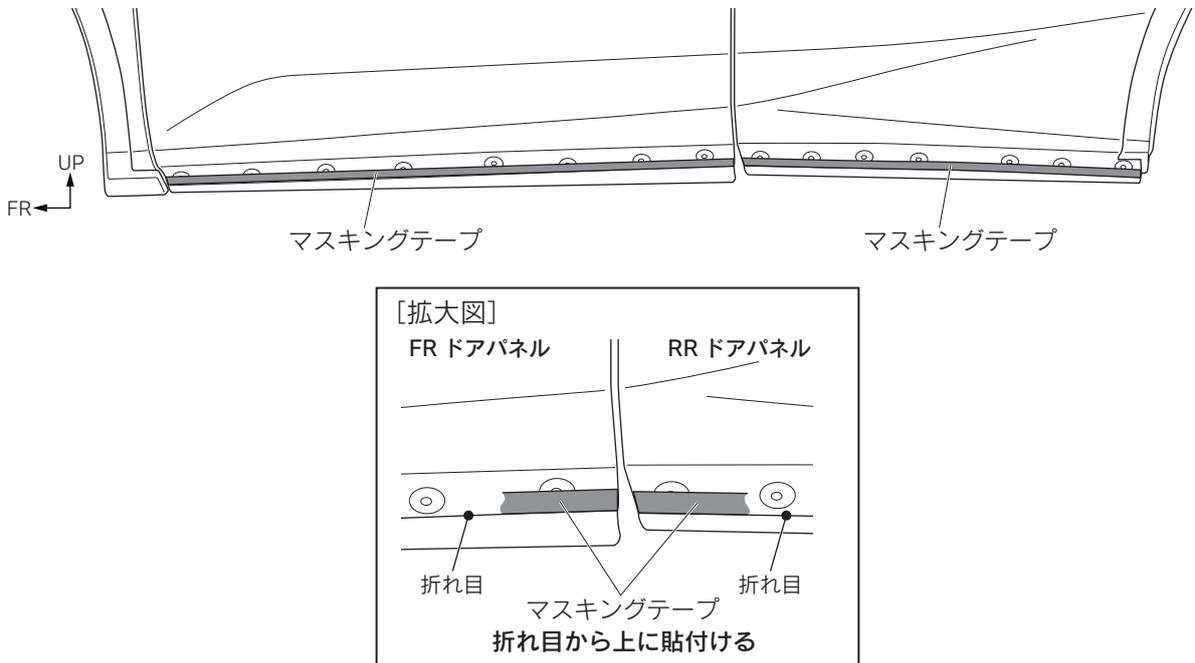 UP
FR
マスキングテープ
マスキングテープ
［拡大図］
FR ドアパネル
RR ドアパネル
折れ目
折れ目
マスキングテープ
折れ目から上に貼付ける